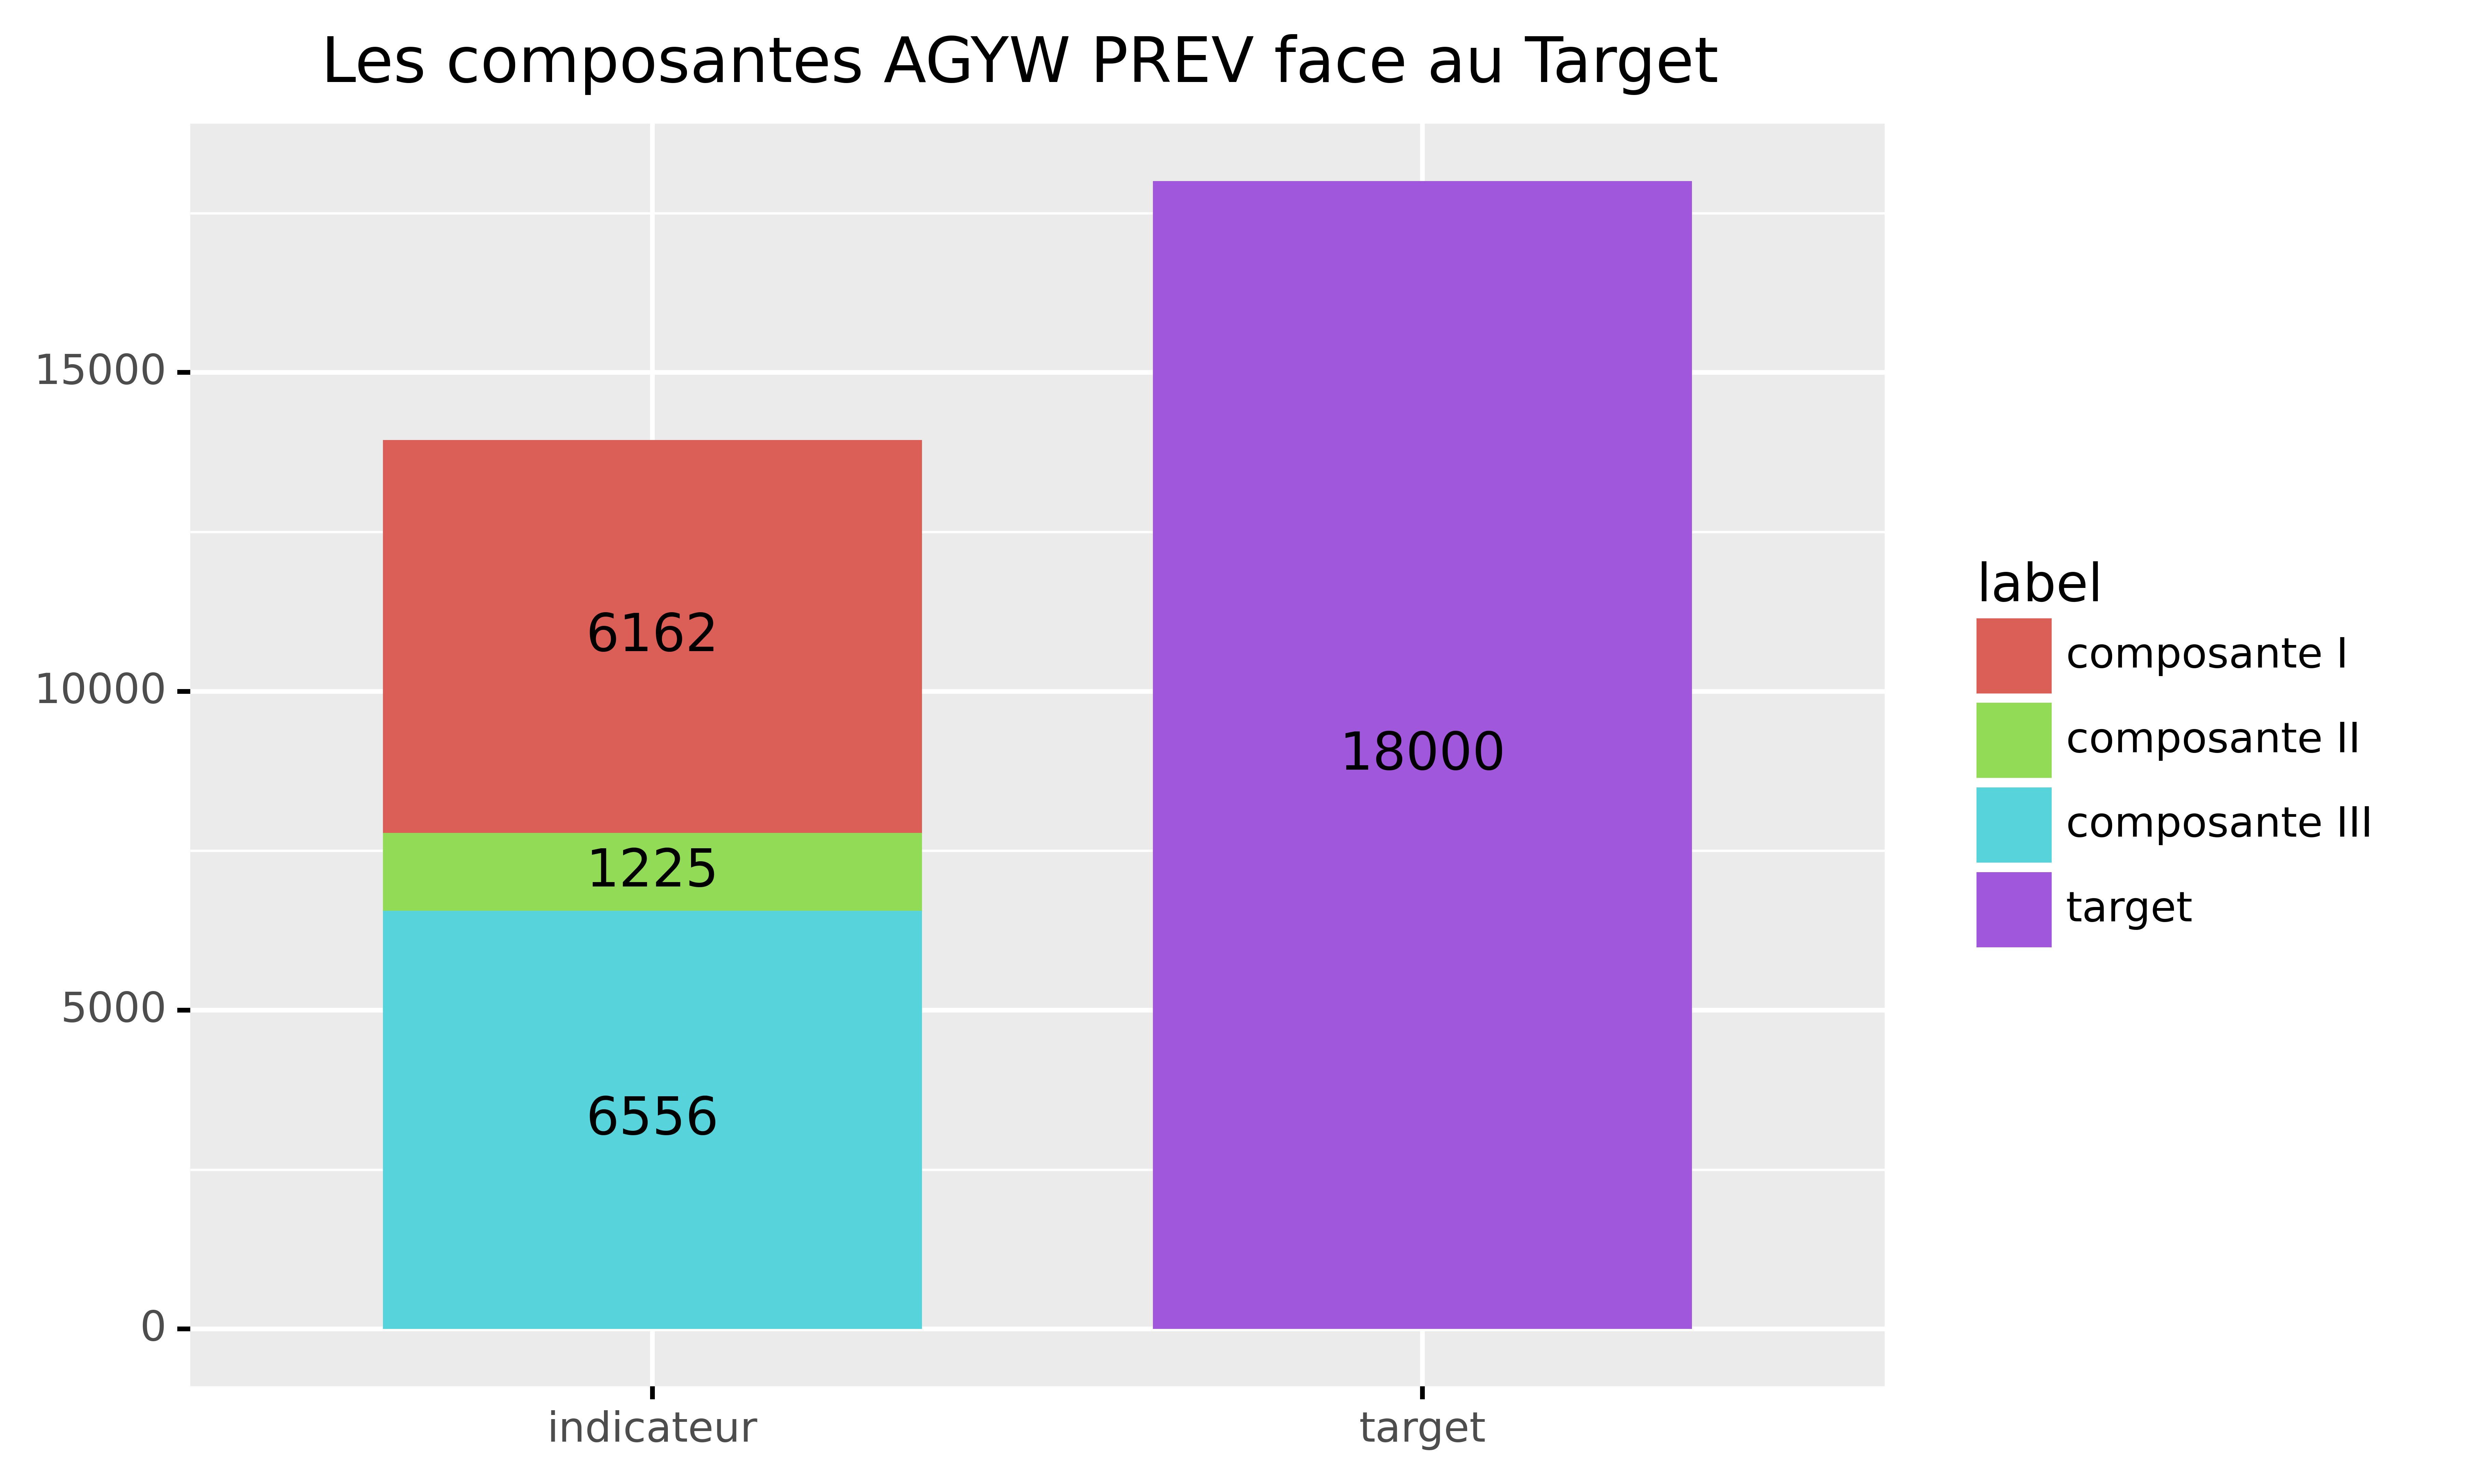 Les composantes AGYW PREV face au Target
15000
10000
5000
0
6162
1225
6556
18000
indicateur
target
label
composante I
composante II
composante III
target